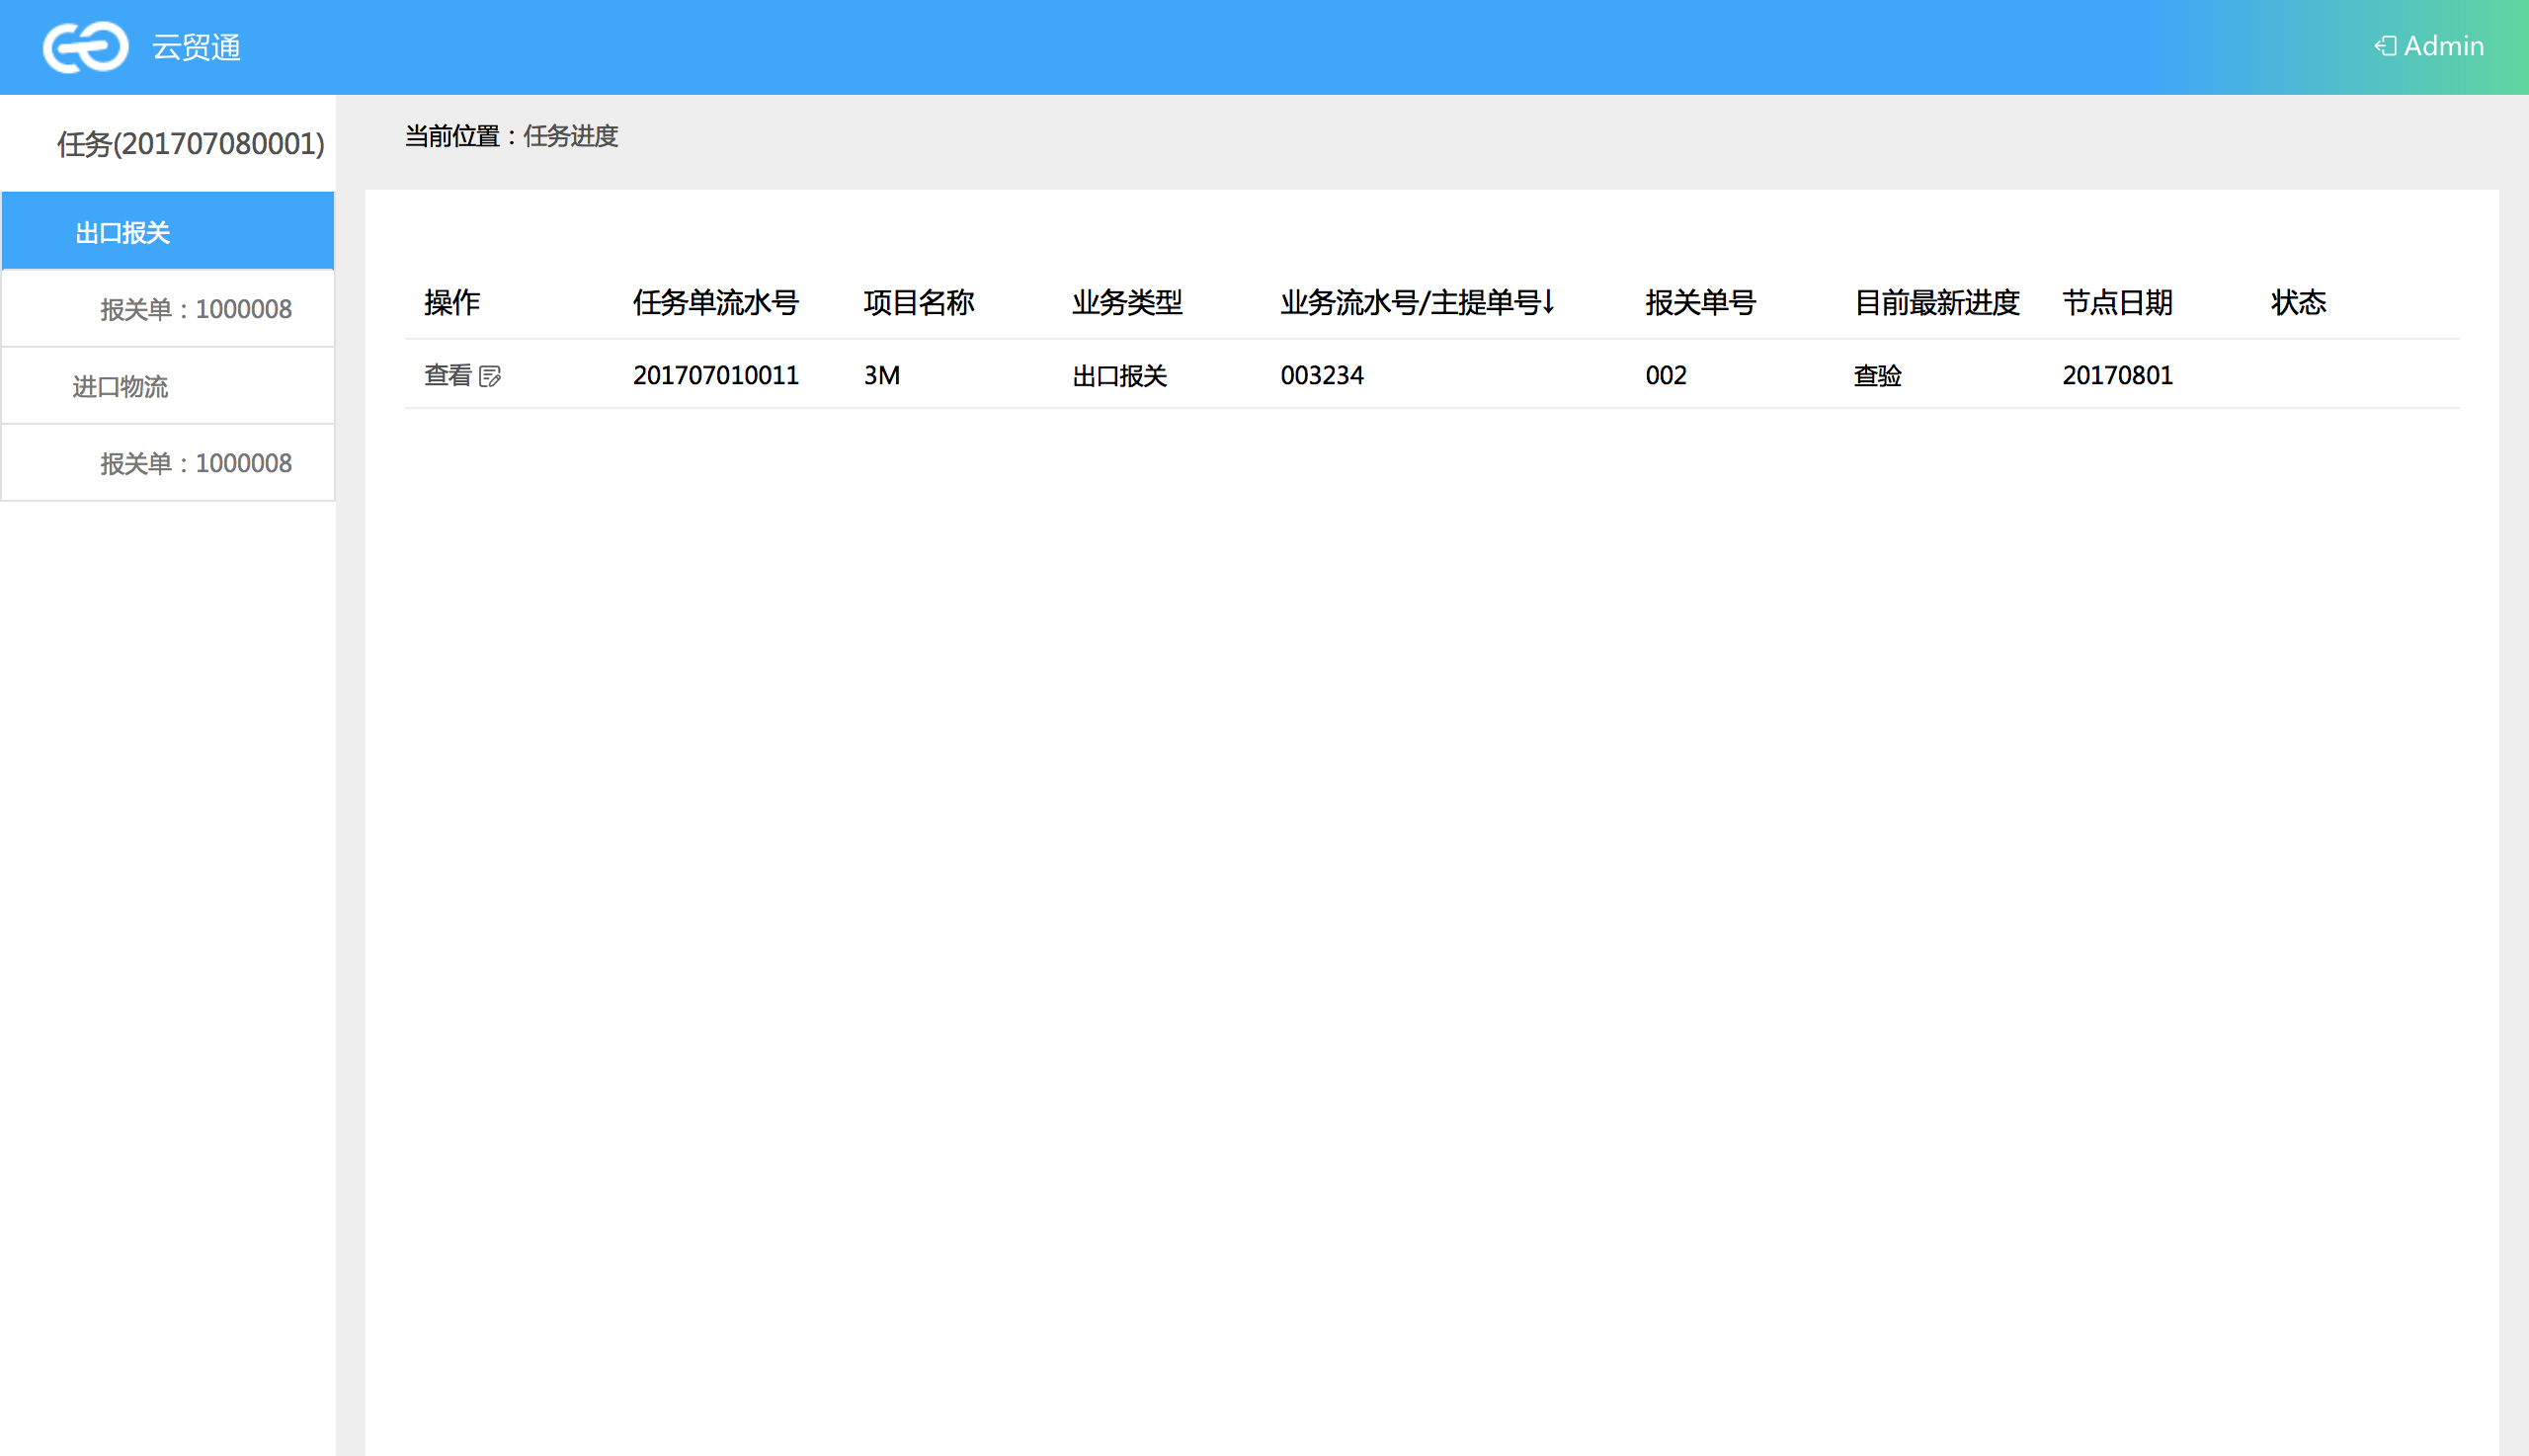 云贸通
Admin
任务(201707080001)
出口报关
报关单：1000008
进口物流
报关单：1000008
当前位置：任务进度
操作 任务单流水号 项目名称 业务类型 业务流水号/主提单号↓ 报关单号 目前最新进度 节点日期 状态
查看 201707010011 3M 出口报关 003234 002 查验 20170801